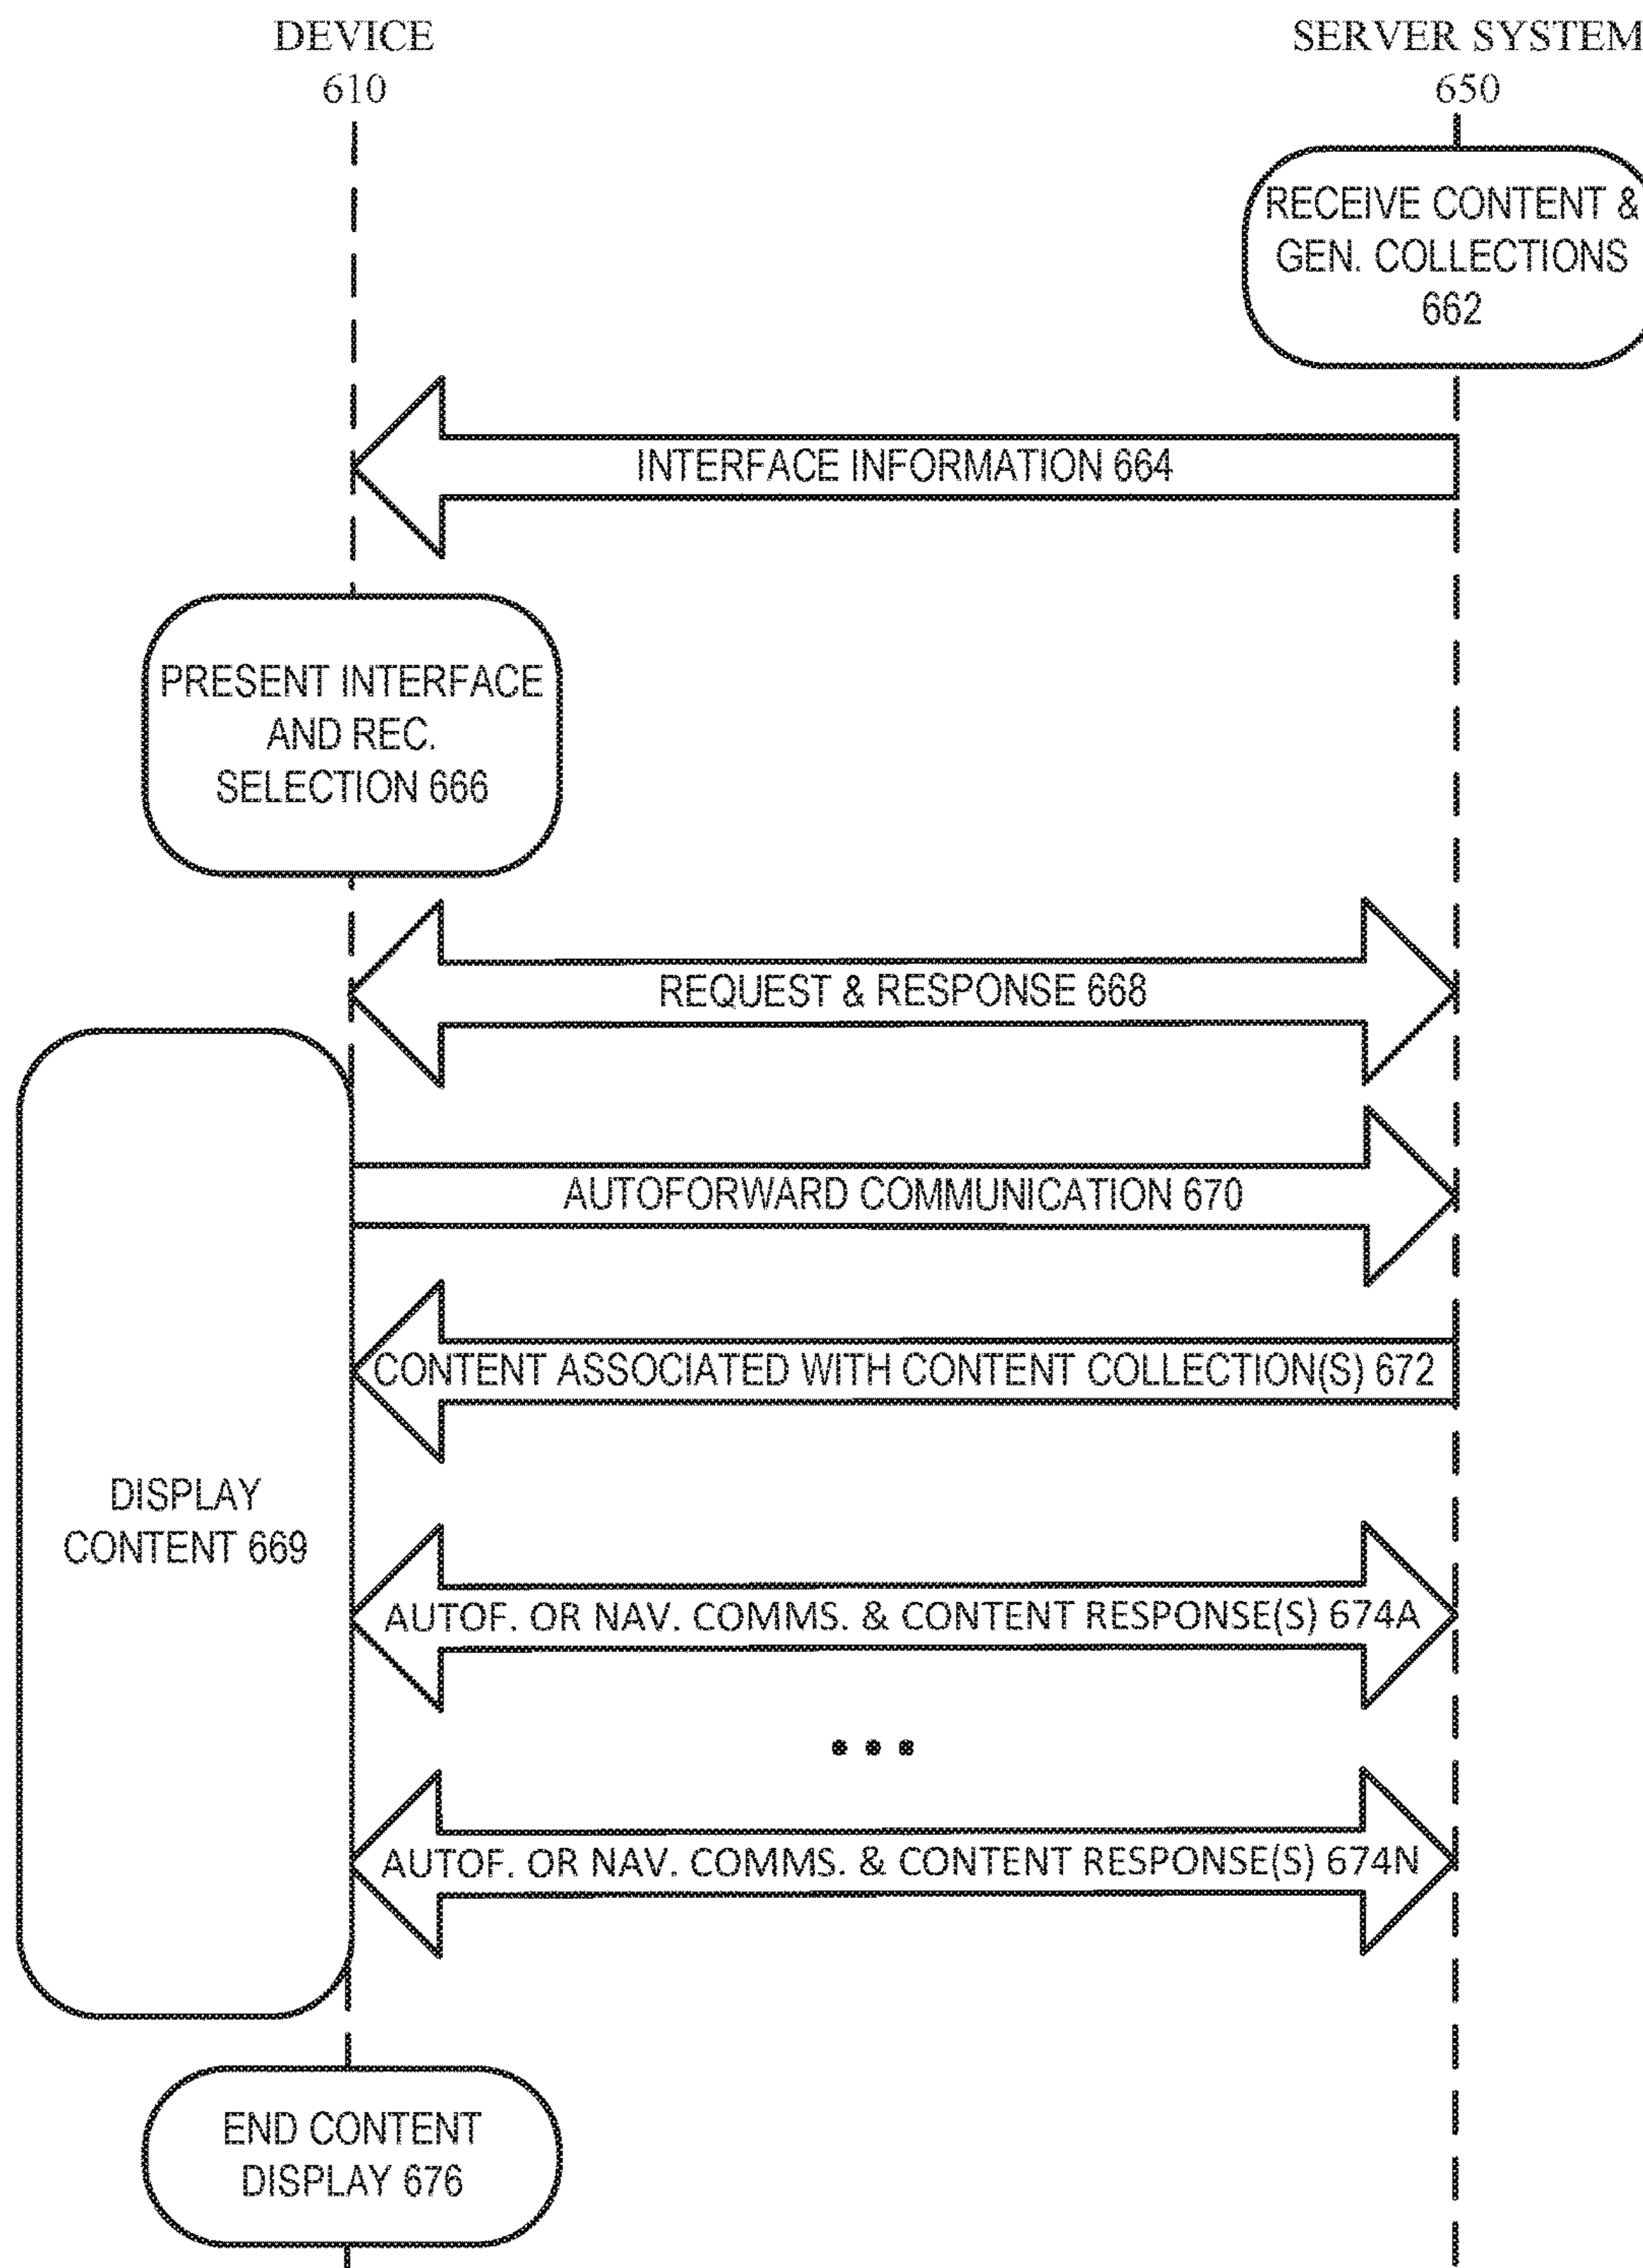 DEVICE
610
SERVER SYSTEM
650
RECEIVE CONTENT &
GEN. COLLECTIONS
662
INTERFACE INFORMATION 664
PRESENT INTERFACE
AND REC.
SELECTION 666
REQUEST & RESPONSE 668
AUTOFORWARD COMMUNICATION 670
CONTENT ASSOCIATED WITH CONTENT COLLECTION(S) 672
DISPLAY
CONTENT 669
AUTOF. OR NAV. COMMS. & CONTENT RESPONSE(S) 674A
...
AUTOF. OR NAV. COMMS. & CONTENT RESPONSE(S) 674N
END CONTENT
DISPLAY 676